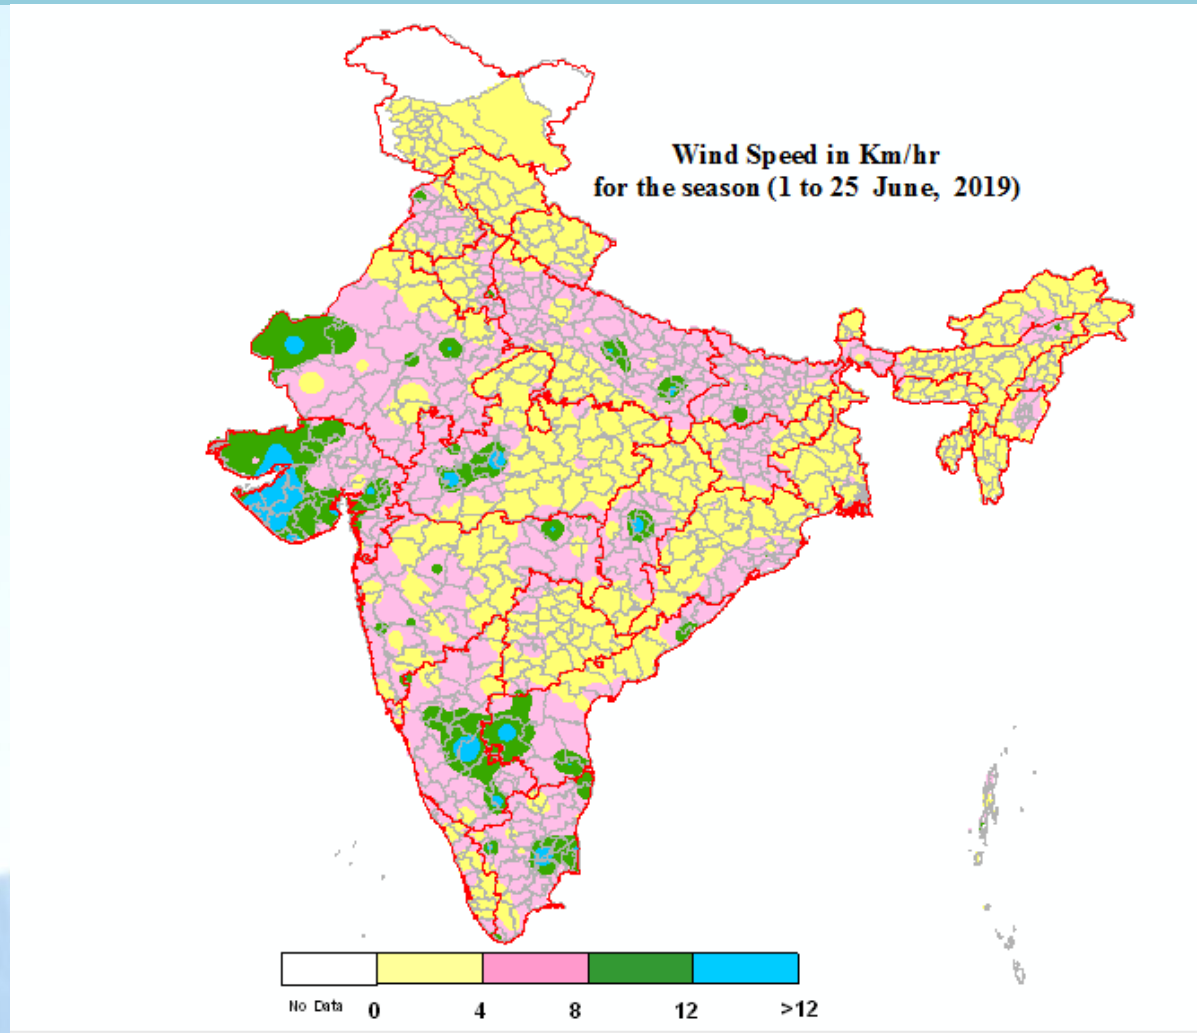 Wind Speed in Km/hr
for the season (1 to 25 June, 2019)
No Data 0 4 8 12 >12